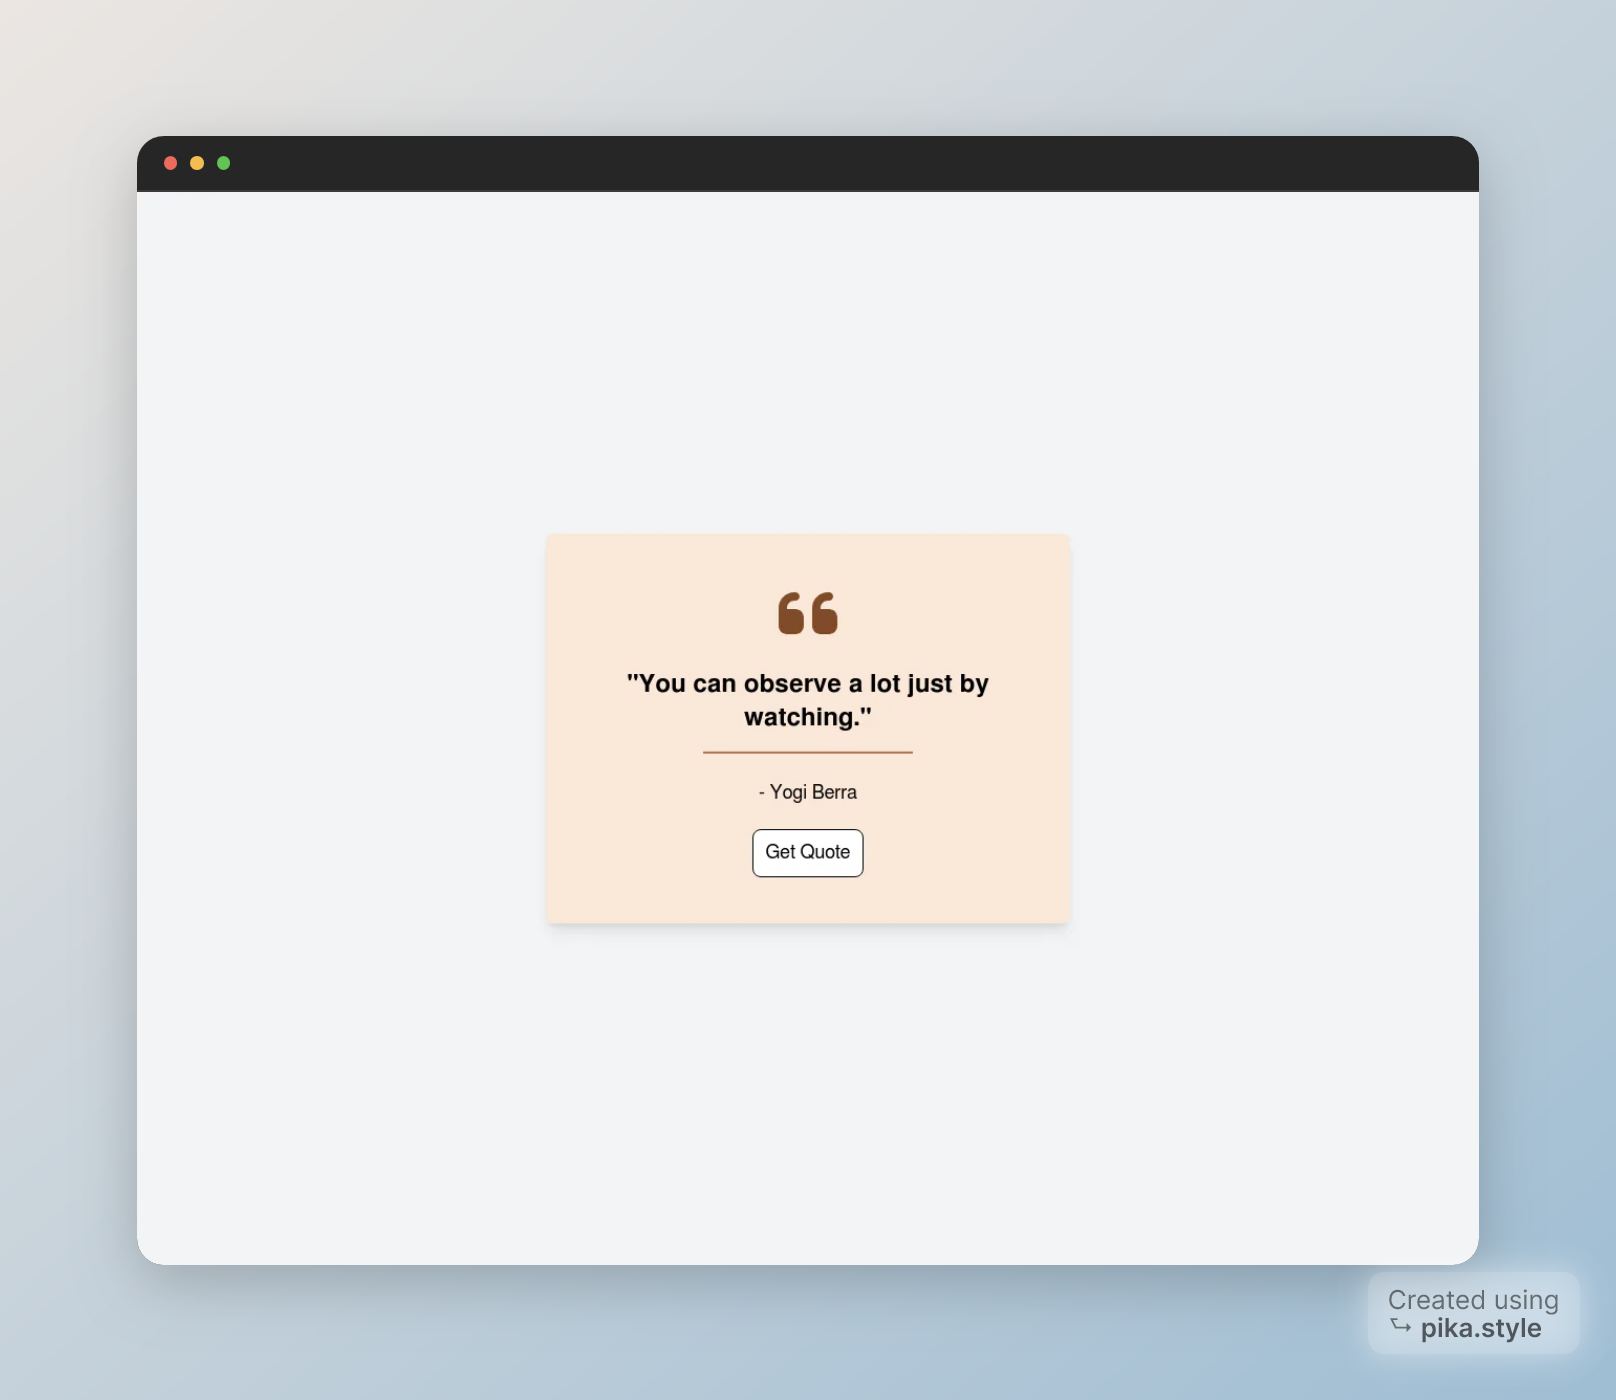 "You can observe a lot just by
watching."
- Yogi Berra
Get Quote
Created using
pika.style